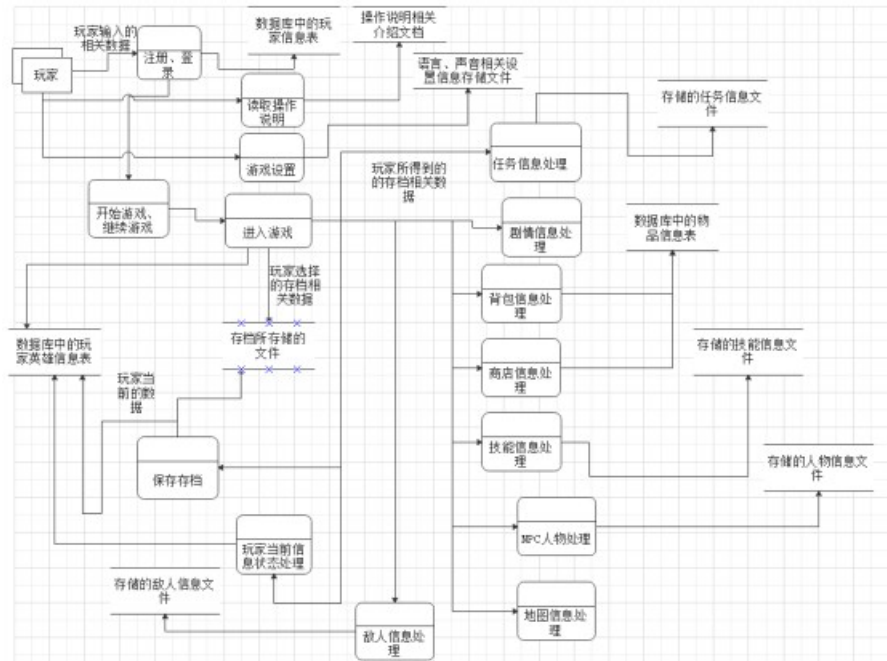 玩家输入的
相关数据
数据库中的玩
家信息表
操作说明相关
介绍文档
注册、登
录
玩家
语言、声音相关设
置信息存储文件
读取操作
说明
存储的任务信息文
件
游戏设置
任务信息处理
玩家所得到的
的存档相关数
据
开始游戏、
继续游戏
进入游戏
剧情信息处
理
数据库中的物
品信息表
玩家选择
的存档相
关数据
背包信息处
理
数据库中的玩
家英雄信息表
存档所存储的
文件
存储的技能信息文
件
玩家当
前的数
据
商店信息处
理
技能信息处
理
存储的人物信息文
件
保存存档
NPC人物处理
玩家当前信
息状态处理
存储的敌人信息文
件
地图信息处
理
敌人信息处
理